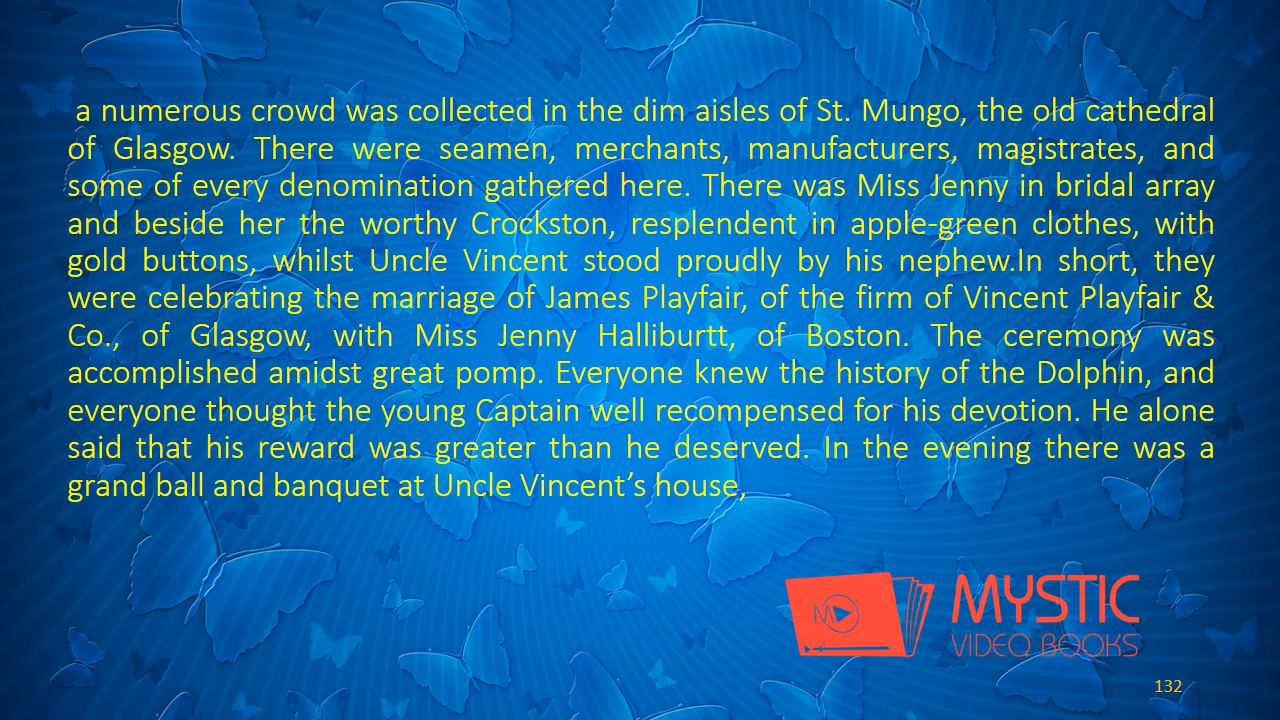 a numerous crowd was collected in the dim aisles of St. Mungo, the old cathedral
of Glasgow. There were seamen, merchants, manufacturers, magistrates, and
some of every denomination gathered here. There was Miss Jenny in bridal array
and beside her the worthy Crockston, resplendent in apple-green clothes, with
gold buttons, whilst Uncle Vincent stood proudly by his nephew.In short, they
were celebrating the marriage of James Playfair, of the firm of Vincent Playfair &
Co., of Glasgow, with Miss Jenny Halliburtt, of Boston. The ceremony was
accomplished amidst great pomp. Everyone knew the history of the Dolphin, and
everyone thought the young Captain well recompensed for his devotion. He alone
said that his reward was greater than he deserved. In the evening there was a
grand ball and banquet at Uncle Vincent’s house,
M
MYSTIC
VIDEO BOOKS
132